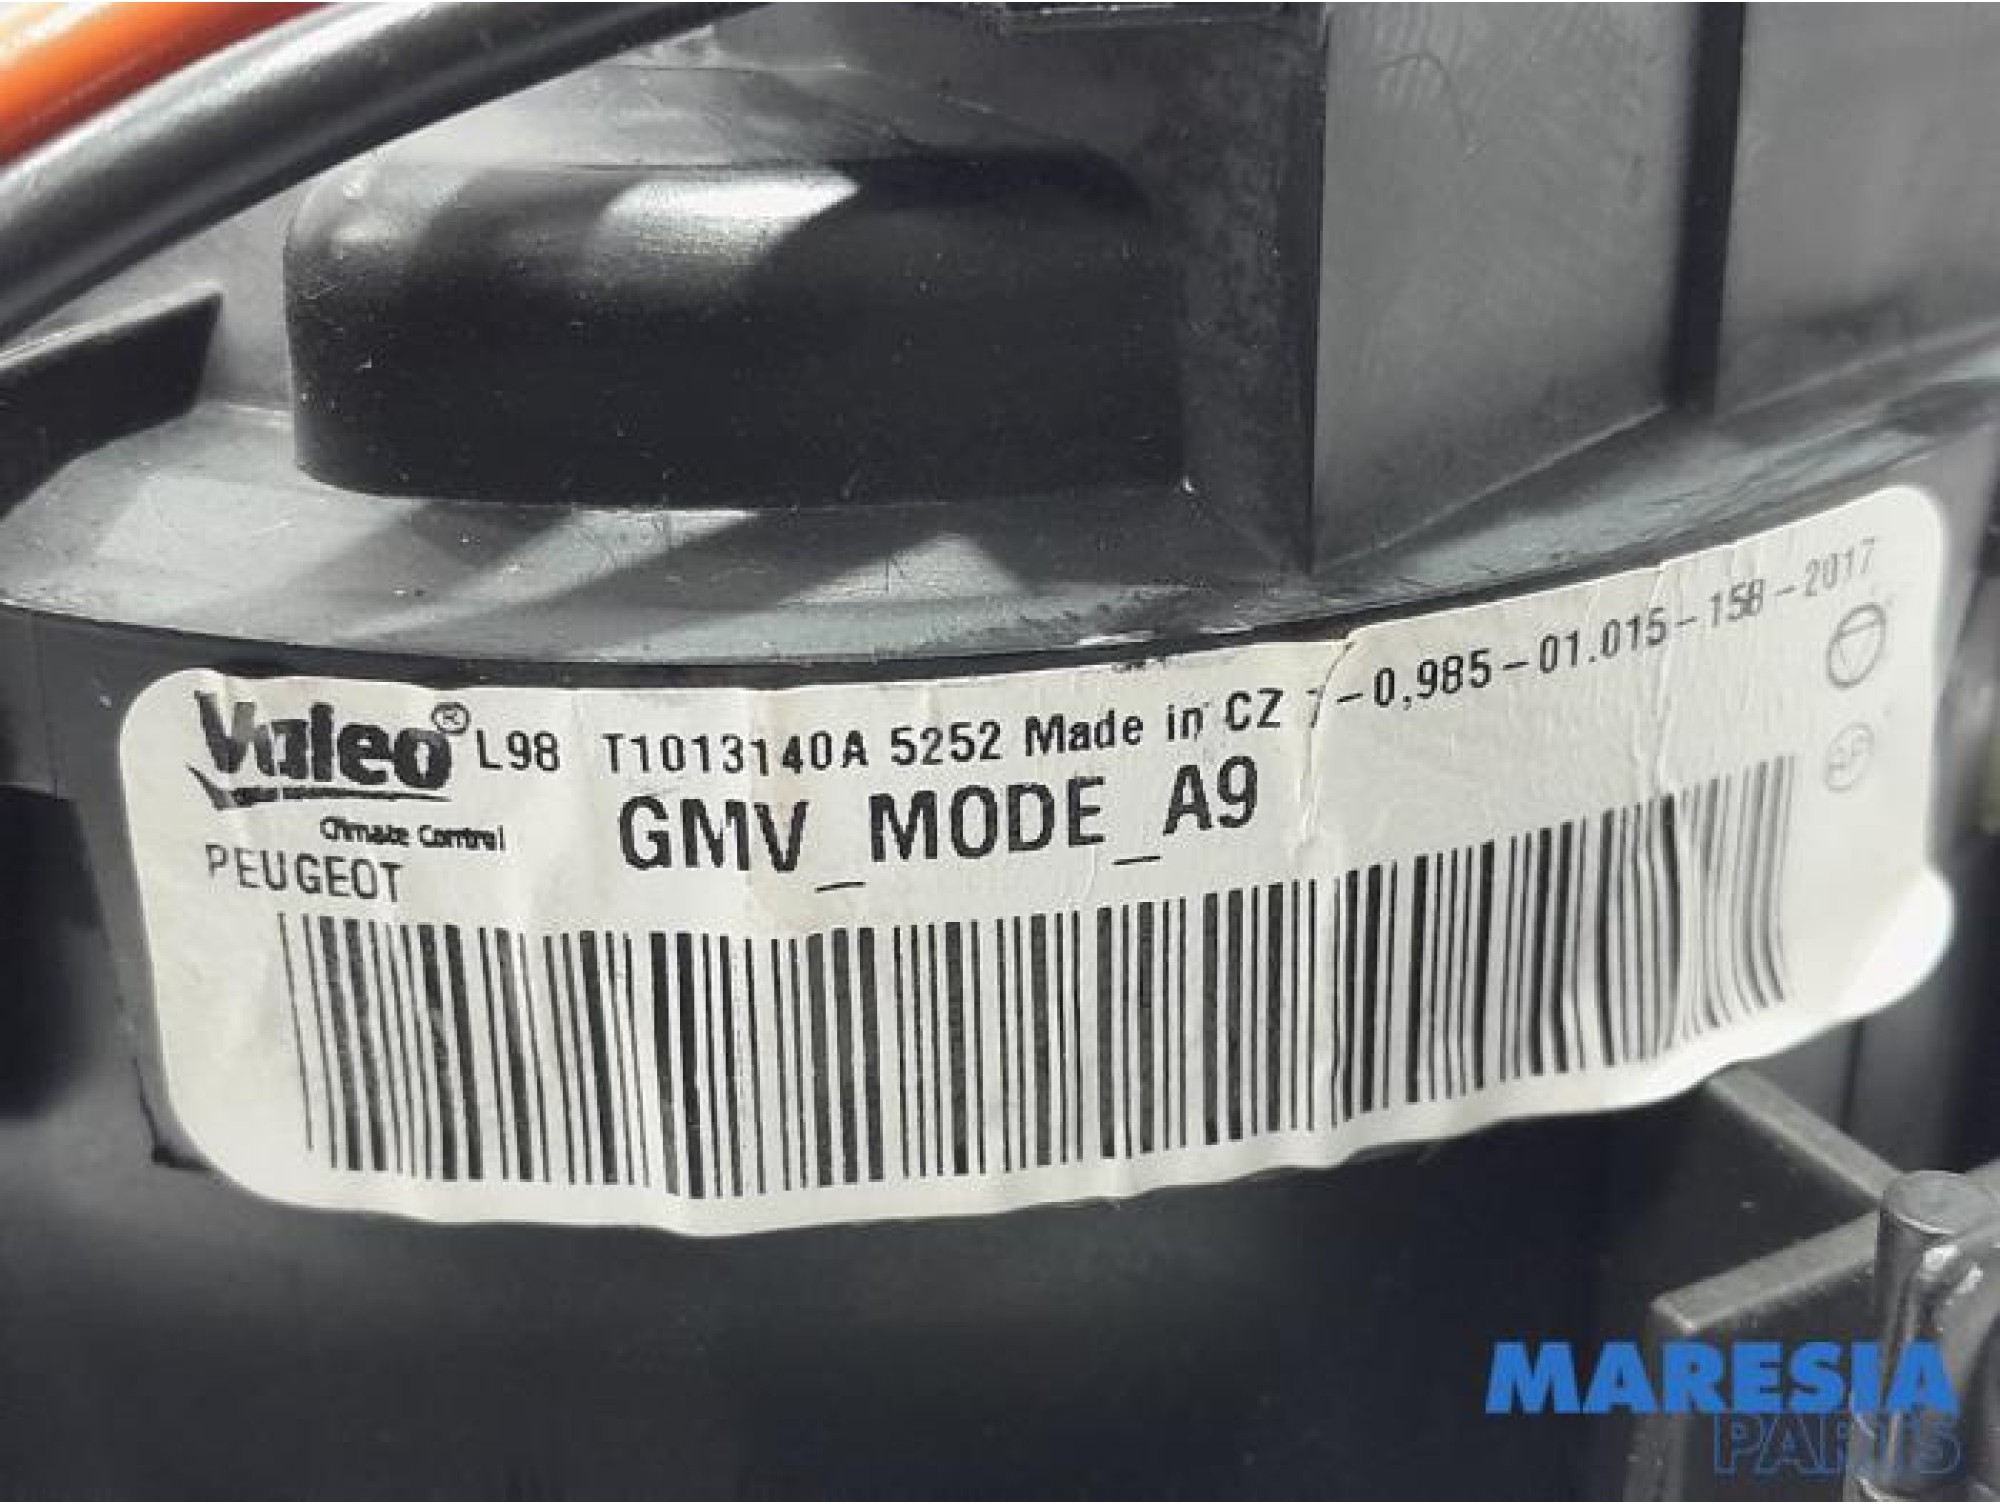 Valeo® L98 T1013140A 5252 Made in CZ -0,985-01.015-158-2017
Climate Control
GMV_MODE_A9
PEUGEOT
MARESIA
PARTS